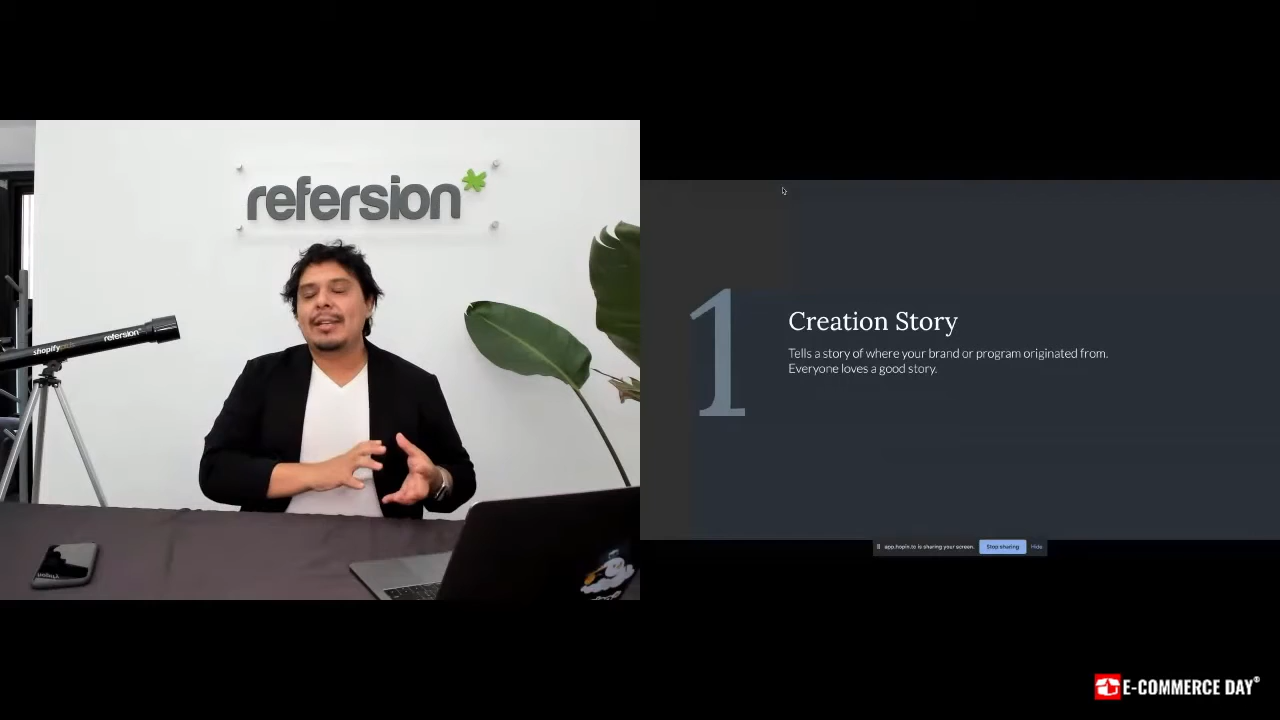 refersion*
refersion
shopify
1
Creation Story
Tells a story of where your brand or program originated from.
Everyone loves a good story.
app.hopin.to is sharing your screen.
Stop sharing
Hide
E-COMMERCE DAY®